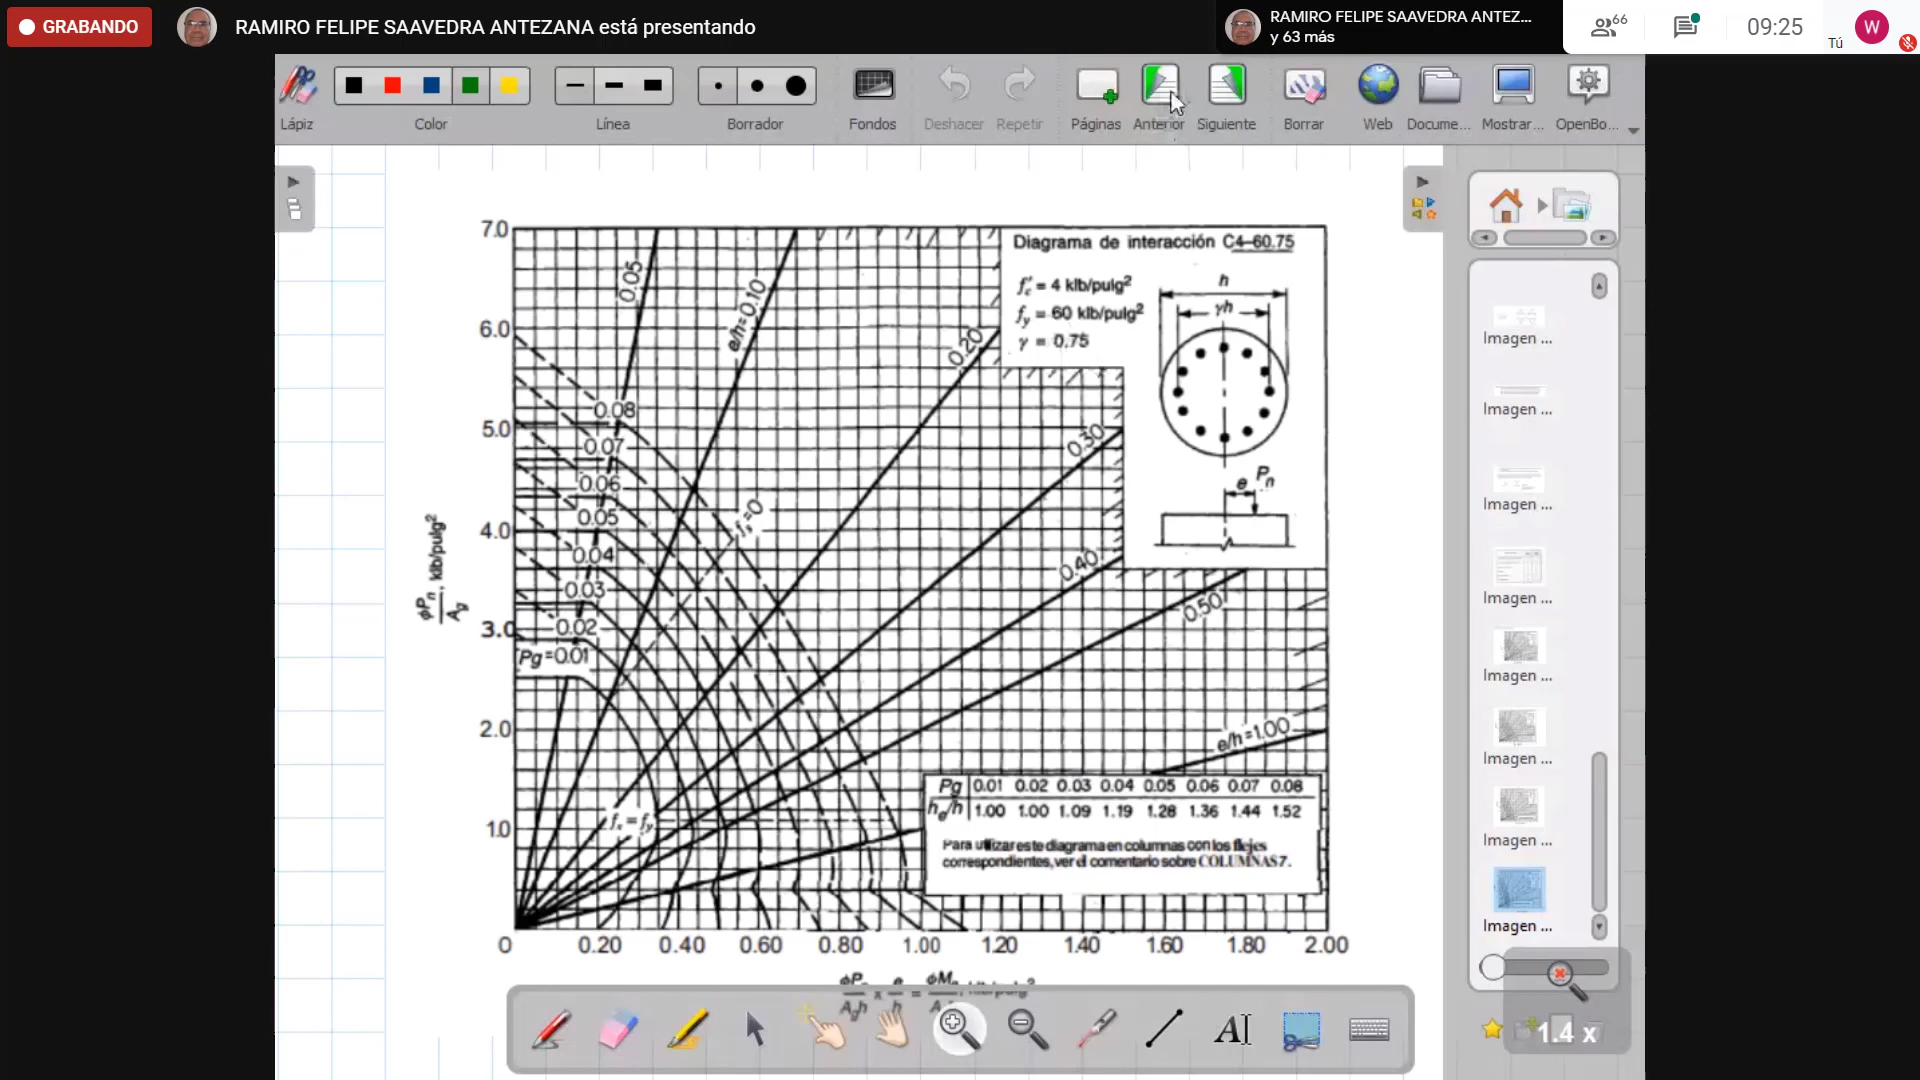 GRABANDO
RAMIRO FELIPE SAAVEDRA ANTEZANA está presentando
RAMIRO FELIPE SAAVEDRA ANTEZ...
y 63 más
66
09:25
Tú
W
Lápiz
Color
Línea
Borrador
Fondos
Deshacer
Repetir
Páginas
Anterior
Siguiente
Borrar
Web
Docume...
Mostrar...
OpenBo...
Diagrama de interacción C4–60.75
f'c = 4 klb/pulg²
fy = 60 klb/pulg²
γ = 0.75
h
γh
e
Pn
7.0
6.0
5.0
4.0
3.0
2.0
1.0
0
φPn/Ag, klb/pulg²
0.05
e/h=0.10
0.20
0.30
0.40
0.50
e/h=1.00
0.08
0.07
0.06
0.05
0.04
0.03
0.02
Pg=0.01
fs=0
fs=fy
Pg 0.01 0.02 0.03 0.04 0.05 0.06 0.07 0.08
he/h 1.00 1.00 1.09 1.19 1.28 1.36 1.44 1.52
Para utilizar este diagrama en columnas con los flejes
correspondientes, ver el comentario sobre COLUMNAS 7.
0.20 0.40 0.60 0.80 1.00 1.20 1.40 1.60 1.80 2.00
Imagen ...
Imagen ...
Imagen ...
Imagen ...
Imagen ...
Imagen ...
Imagen ...
Imagen ...
1.4 x